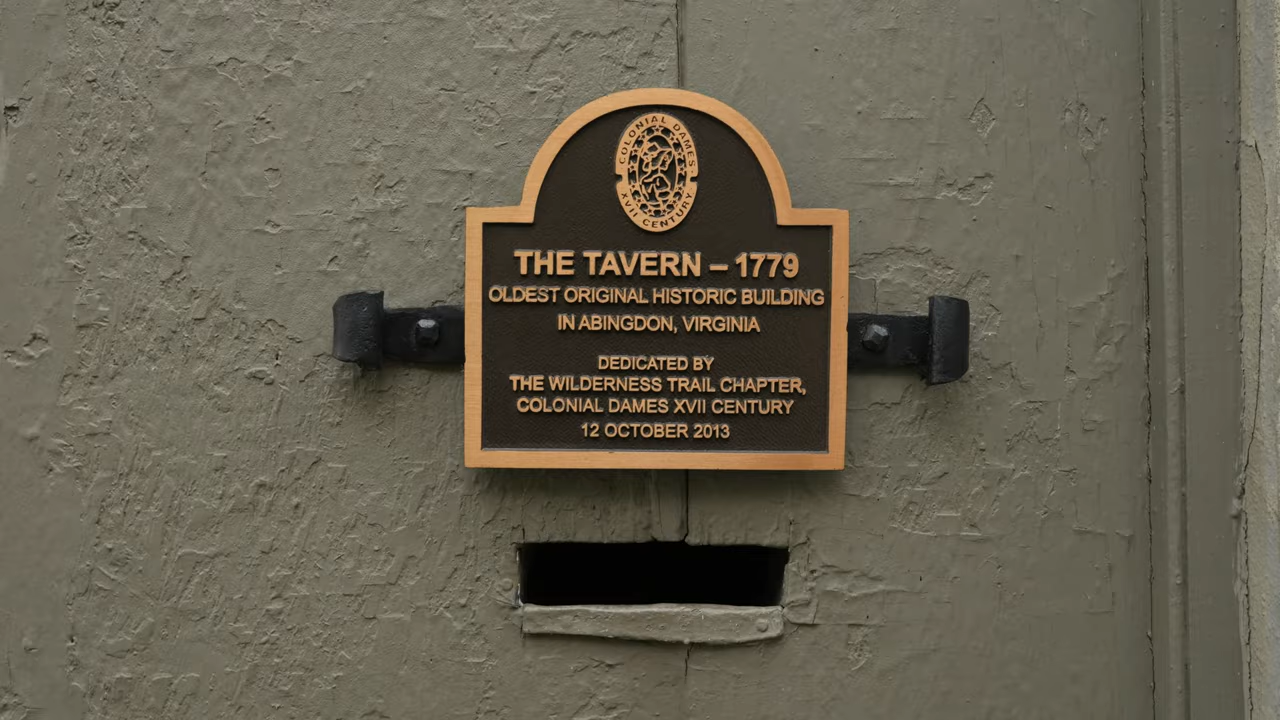 COLONIAL DAMES
XVII CENTURY
THE TAVERN – 1779
OLDEST ORIGINAL HISTORIC BUILDING
IN ABINGDON, VIRGINIA
DEDICATED BY
THE WILDERNESS TRAIL CHAPTER,
COLONIAL DAMES XVII CENTURY
12 OCTOBER 2013